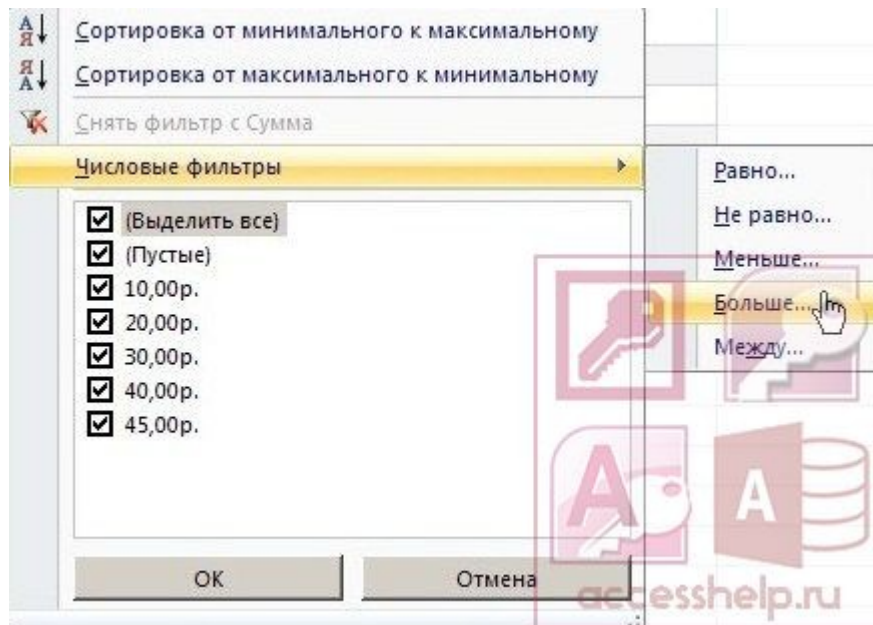 Сортировка от минимального к максимальному
Сортировка от максимального к минимальному
Снять фильтр с Сумма
Числовые фильтры
(Выделить все)
(Пустые)
10,00р.
20,00р.
30,00р.
40,00р.
45,00р.
ОК
Отмена
Равно...
Не равно...
Меньше...
Больше...
Между...
accesshelp.ru